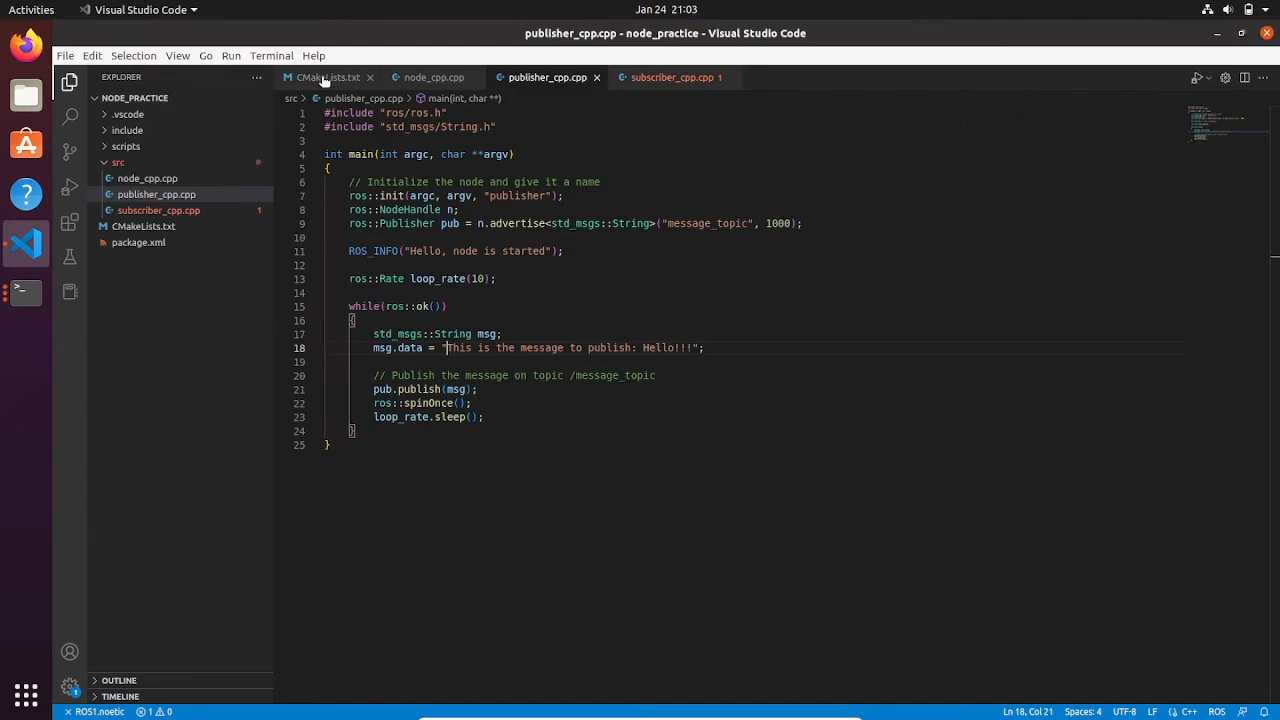 Activities
Visual Studio Code
Jan 24 21:03
publisher_cpp.cpp - node_practice - Visual Studio Code
File Edit Selection View Go Run Terminal Help
EXPLORER
CMakeLists.txt
node_cpp.cpp
publisher_cpp.cpp
subscriber_cpp.cpp 1
NODE_PRACTICE
.vscode
include
scripts
src
node_cpp.cpp
publisher_cpp.cpp
subscriber_cpp.cpp 1
CMakeLists.txt
package.xml
src > publisher_cpp.cpp > main(int, char **)
1 #include "ros/ros.h"
2 #include "std_msgs/String.h"
3
4 int main(int argc, char **argv)
5 {
6 // Initialize the node and give it a name
7 ros::init(argc, argv, "publisher");
8 ros::NodeHandle n;
9 ros::Publisher pub = n.advertise<std_msgs::String>("message_topic", 1000);
10
11 ROS_INFO("Hello, node is started");
12
13 ros::Rate loop_rate(10);
14
15 while(ros::ok())
16 {
17 std_msgs::String msg;
18 msg.data = "This is the message to publish: Hello!!!";
19
20 // Publish the message on topic /message_topic
21 pub.publish(msg);
22 ros::spinOnce();
23 loop_rate.sleep();
24 }
25 }
OUTLINE
TIMELINE
1
ROS1.noetic 1 0
Ln 18, Col 21 Spaces: 4 UTF-8 LF {} C++ ROS